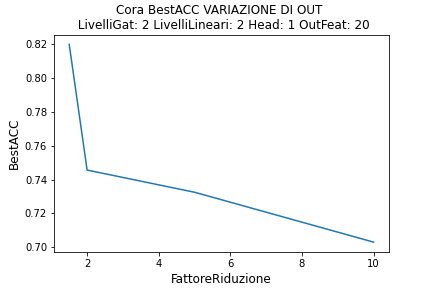 Cora BestACC VARIAZIONE DI OUT
LivelliGat: 2 LivelliLineari: 2 Head: 1 OutFeat: 20
0.82
0.80
0.78
0.76
0.74
0.72
0.70
BestACC
2 4 6 8 10
FattoreRiduzione